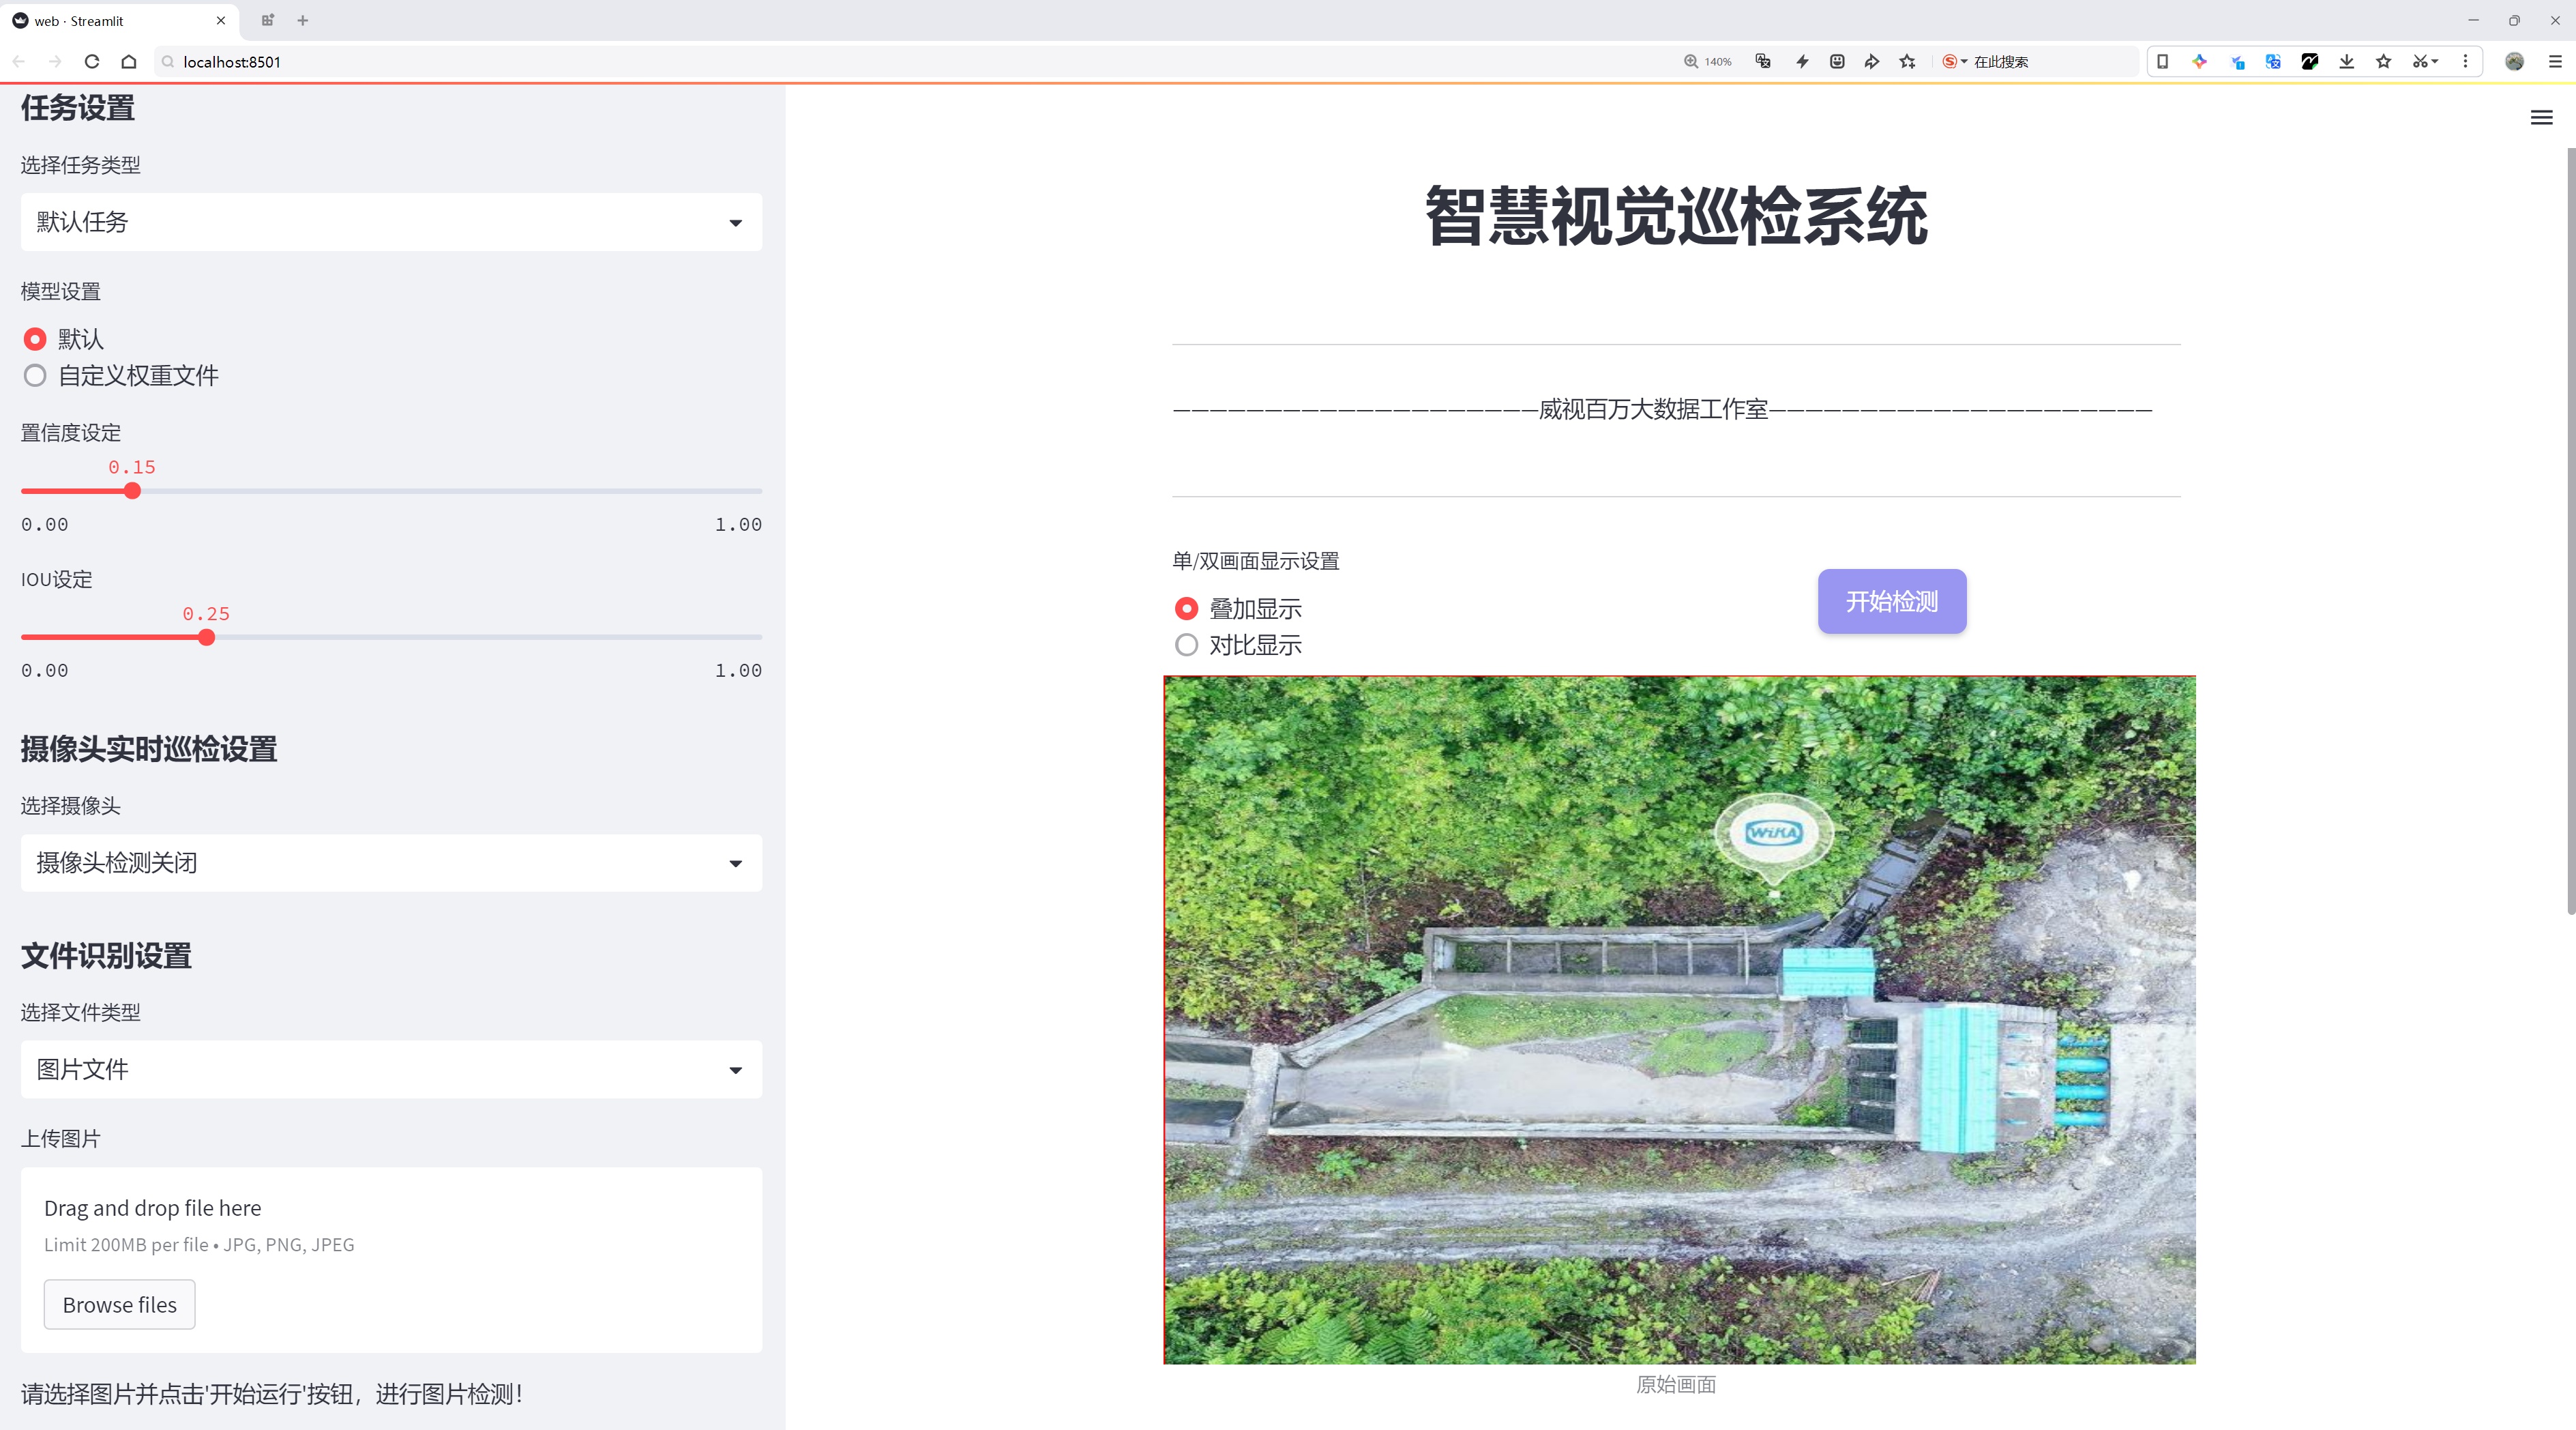 web · Streamlit
localhost:8501
140%
在此搜索
任务设置
选择任务类型
默认任务
模型设置
默认
自定义权重文件
置信度设定
0.15
0.00 1.00
IOU设定
0.25
0.00 1.00
摄像头实时巡检设置
选择摄像头
摄像头检测关闭
文件识别设置
选择文件类型
图片文件
上传图片
Drag and drop file here
Limit 200MB per file • JPG, PNG, JPEG
Browse files
请选择图片并点击'开始运行'按钮，进行图片检测！
智慧视觉巡检系统
————————————————————威视百万大数据工作室—————————————————————
单/双画面显示设置
叠加显示
对比显示
开始检测
WIKA
原始画面